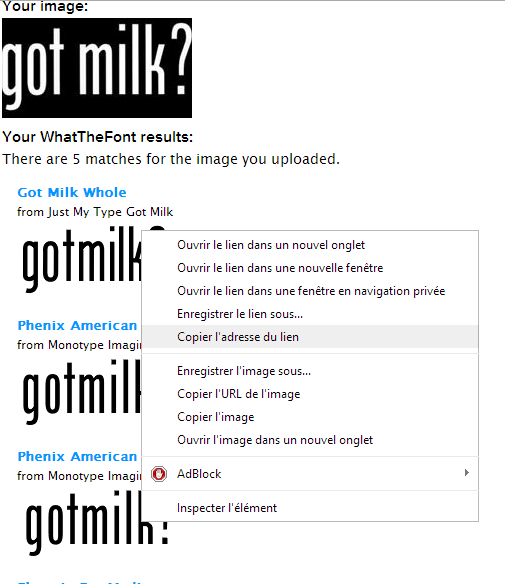 Your image:
got milk?
Your WhatTheFont results:
There are 5 matches for the image you uploaded.
Got Milk Whole
from Just My Type Got Milk
gotmilk?
Ouvrir le lien dans un nouvel onglet
Ouvrir le lien dans une nouvelle fenêtre
Ouvrir le lien dans une fenêtre en navigation privée
Enregistrer le lien sous...
Copier l'adresse du lien
Phenix American
from Monotype Imagin
gotmilk
Enregistrer l'image sous...
Copier l'URL de l'image
Copier l'image
Ouvrir l'image dans un nouvel onglet
Phenix American
from Monotype Imagin
AdBlock
gotmilk?
Inspecter l'élément